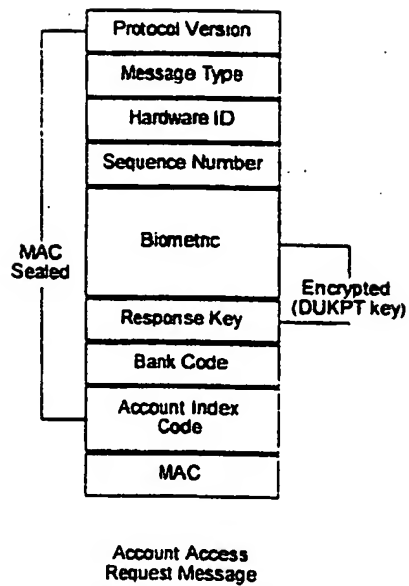 Protocol Version
Message Type
Hardware ID
Sequence Number
Biometric
MAC
Sealed
Encrypted
(DUKPT key)
Response Key
Bank Code
Account Index
Code
MAC
Account Access
Request Message